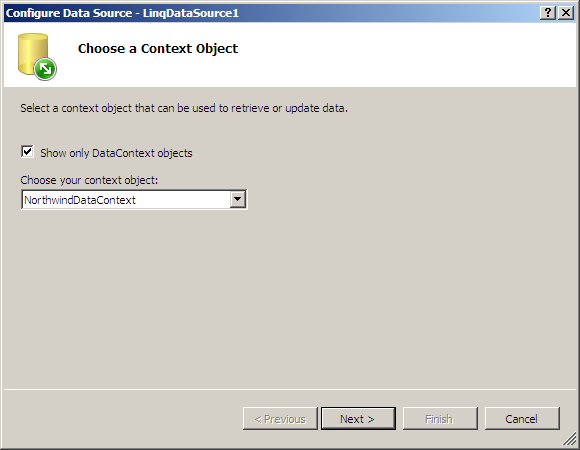 Configure Data Source - LinqDataSource1
Choose a Context Object
Select a context object that can be used to retrieve or update data.
Show only DataContext objects
Choose your context object:
NorthwindDataContext
< Previous
Next >
Finish
Cancel